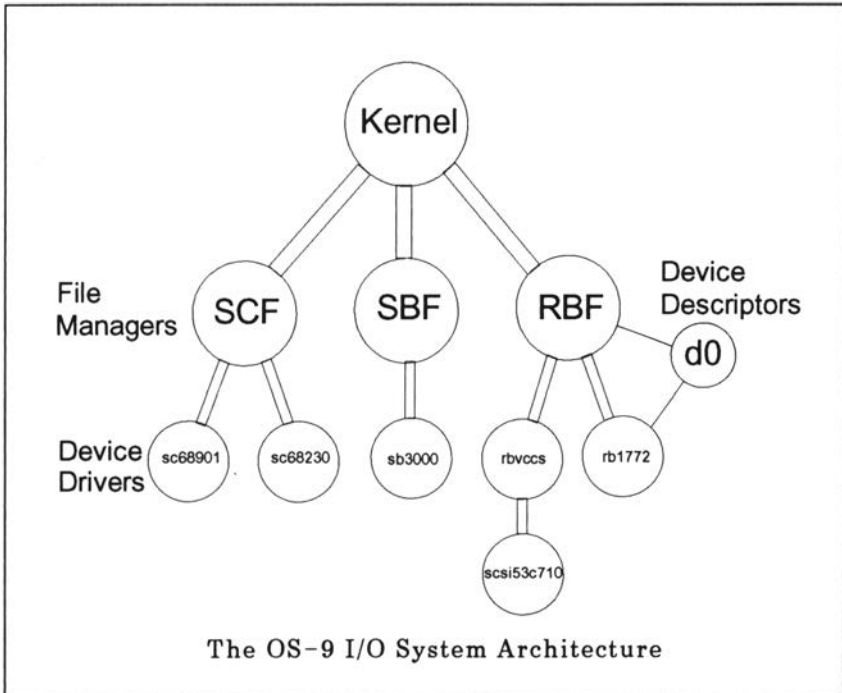 Kernel
File
Managers
SCF
SBF
RBF
Device
Descriptors
d0
Device
Drivers
sc68901
sc68230
sb3000
rbvccs
rb1772
scsi53c710
The OS-9 I/O System Architecture